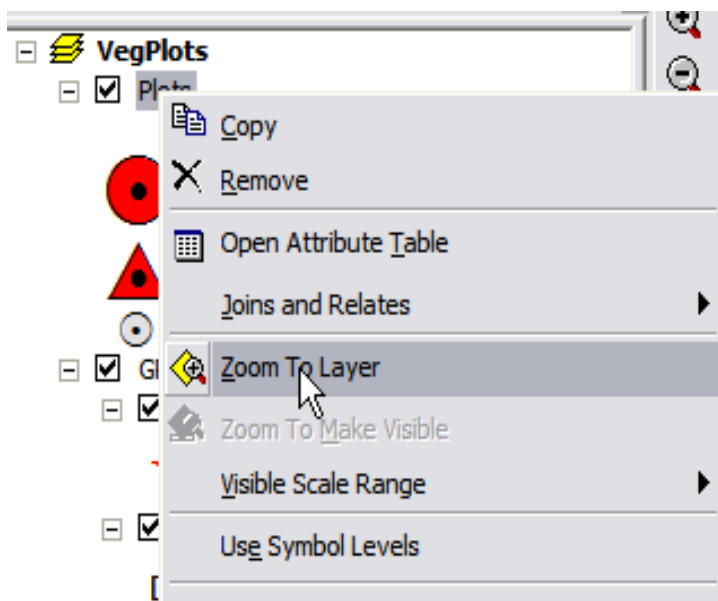 VegPlots
Plots
Copy
Remove
Open Attribute Table
Joins and Relates
Zoom To Layer
Zoom To Make Visible
Visible Scale Range
Use Symbol Levels